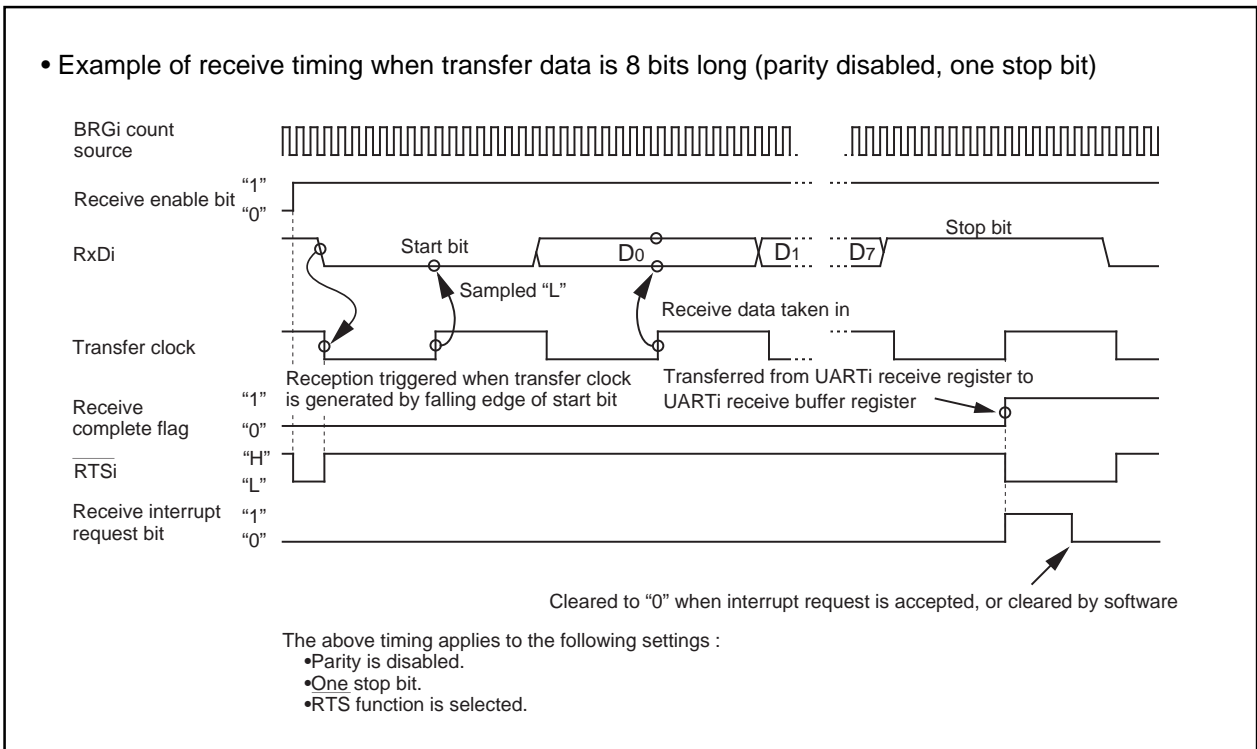 • Example of receive timing when transfer data is 8 bits long (parity disabled, one stop bit)
BRGi count
source
Receive enable bit
“1”
“0”
RxDi
Start bit
D0
D1
D7
Stop bit
Sampled “L”
Receive data taken in
Transfer clock
Reception triggered when transfer clock
is generated by falling edge of start bit
Transferred from UARTi receive register to
UARTi receive buffer register
Receive
complete flag
“1”
“0”
RTSi
“H”
“L”
Receive interrupt
request bit
“1”
“0”
Cleared to “0” when interrupt request is accepted, or cleared by software
The above timing applies to the following settings :
•Parity is disabled.
•One stop bit.
•RTS function is selected.